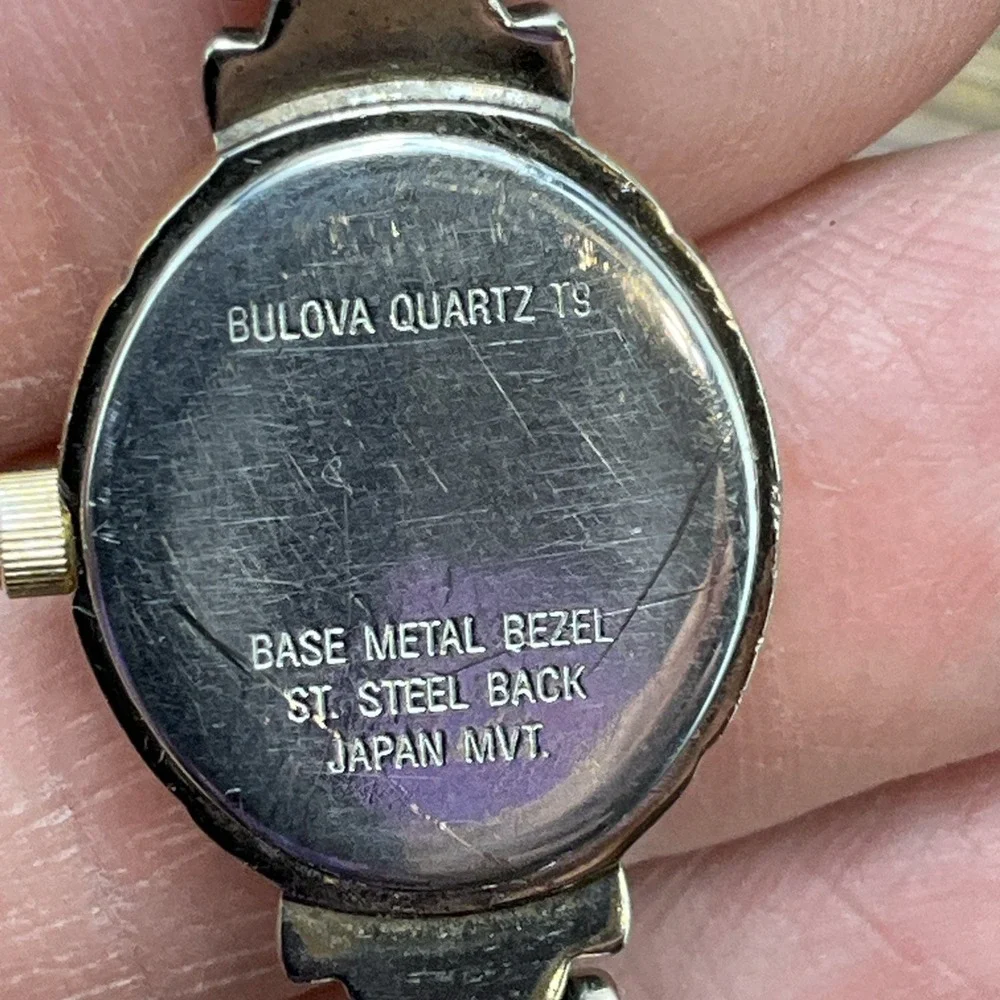 BULOVA QUARTZ T9
BASE METAL BEZEL
ST. STEEL BACK
JAPAN MVT.